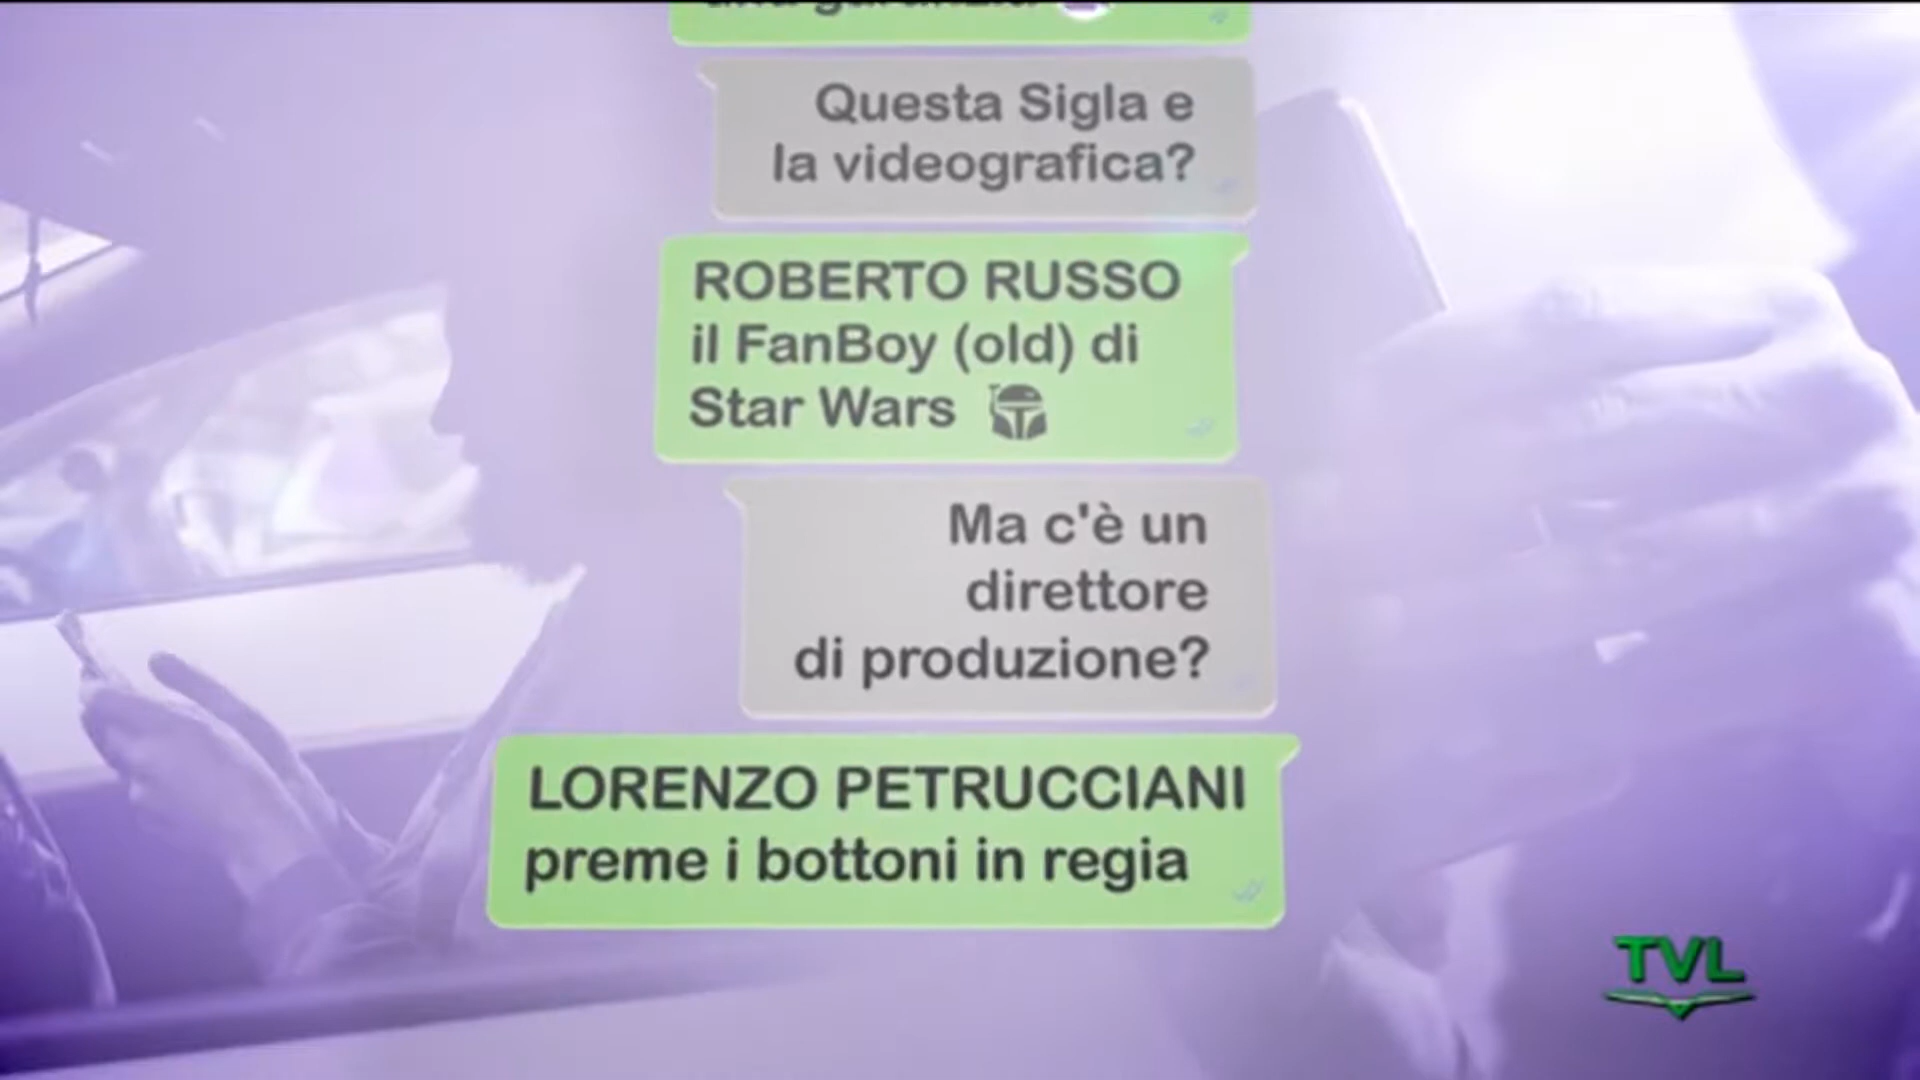 Questa Sigla e
la videografica?
ROBERTO RUSSO
il FanBoy (old) di
Star Wars
Ma c'è un
direttore
di produzione?
LORENZO PETRUCCIANI
preme i bottoni in regia
TVL